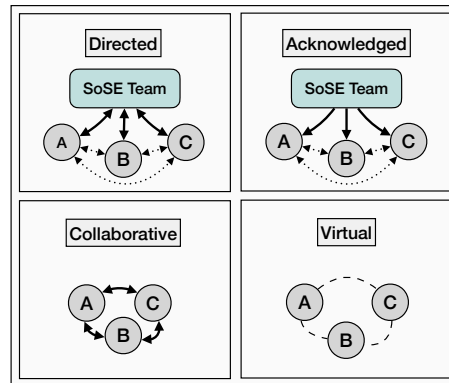 Directed
SoSE Team
A
B
C
Acknowledged
SoSE Team
A
B
C
Collaborative
A
C
B
Virtual
A
C
B